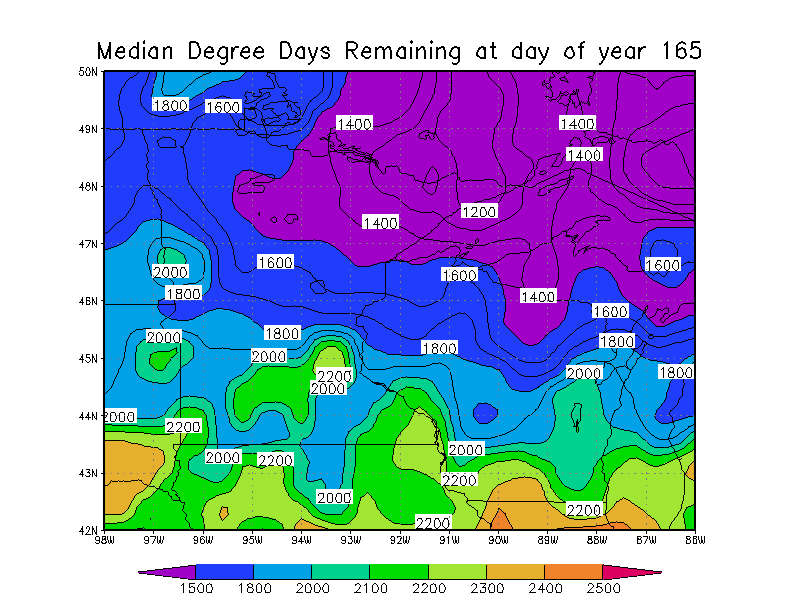 Median Degree Days Remaining at day of year 165
50N
1800 1600
49N 1400 1400
1400
48N
1400 1200
47N
2000 1600 1600 1600
1800 1400
46N
1600
2000 1800 1800 1800
45N 2000
2200 2000 1800
2000
44N 2000
2200
2000 2200 2000
43N
2000 2200
2200 2200
42N
98W 97W 96W 95W 94W 93W 92W 91W 90W 89W 88W 87W 86W
1500 1800 2000 2100 2200 2300 2400 2500